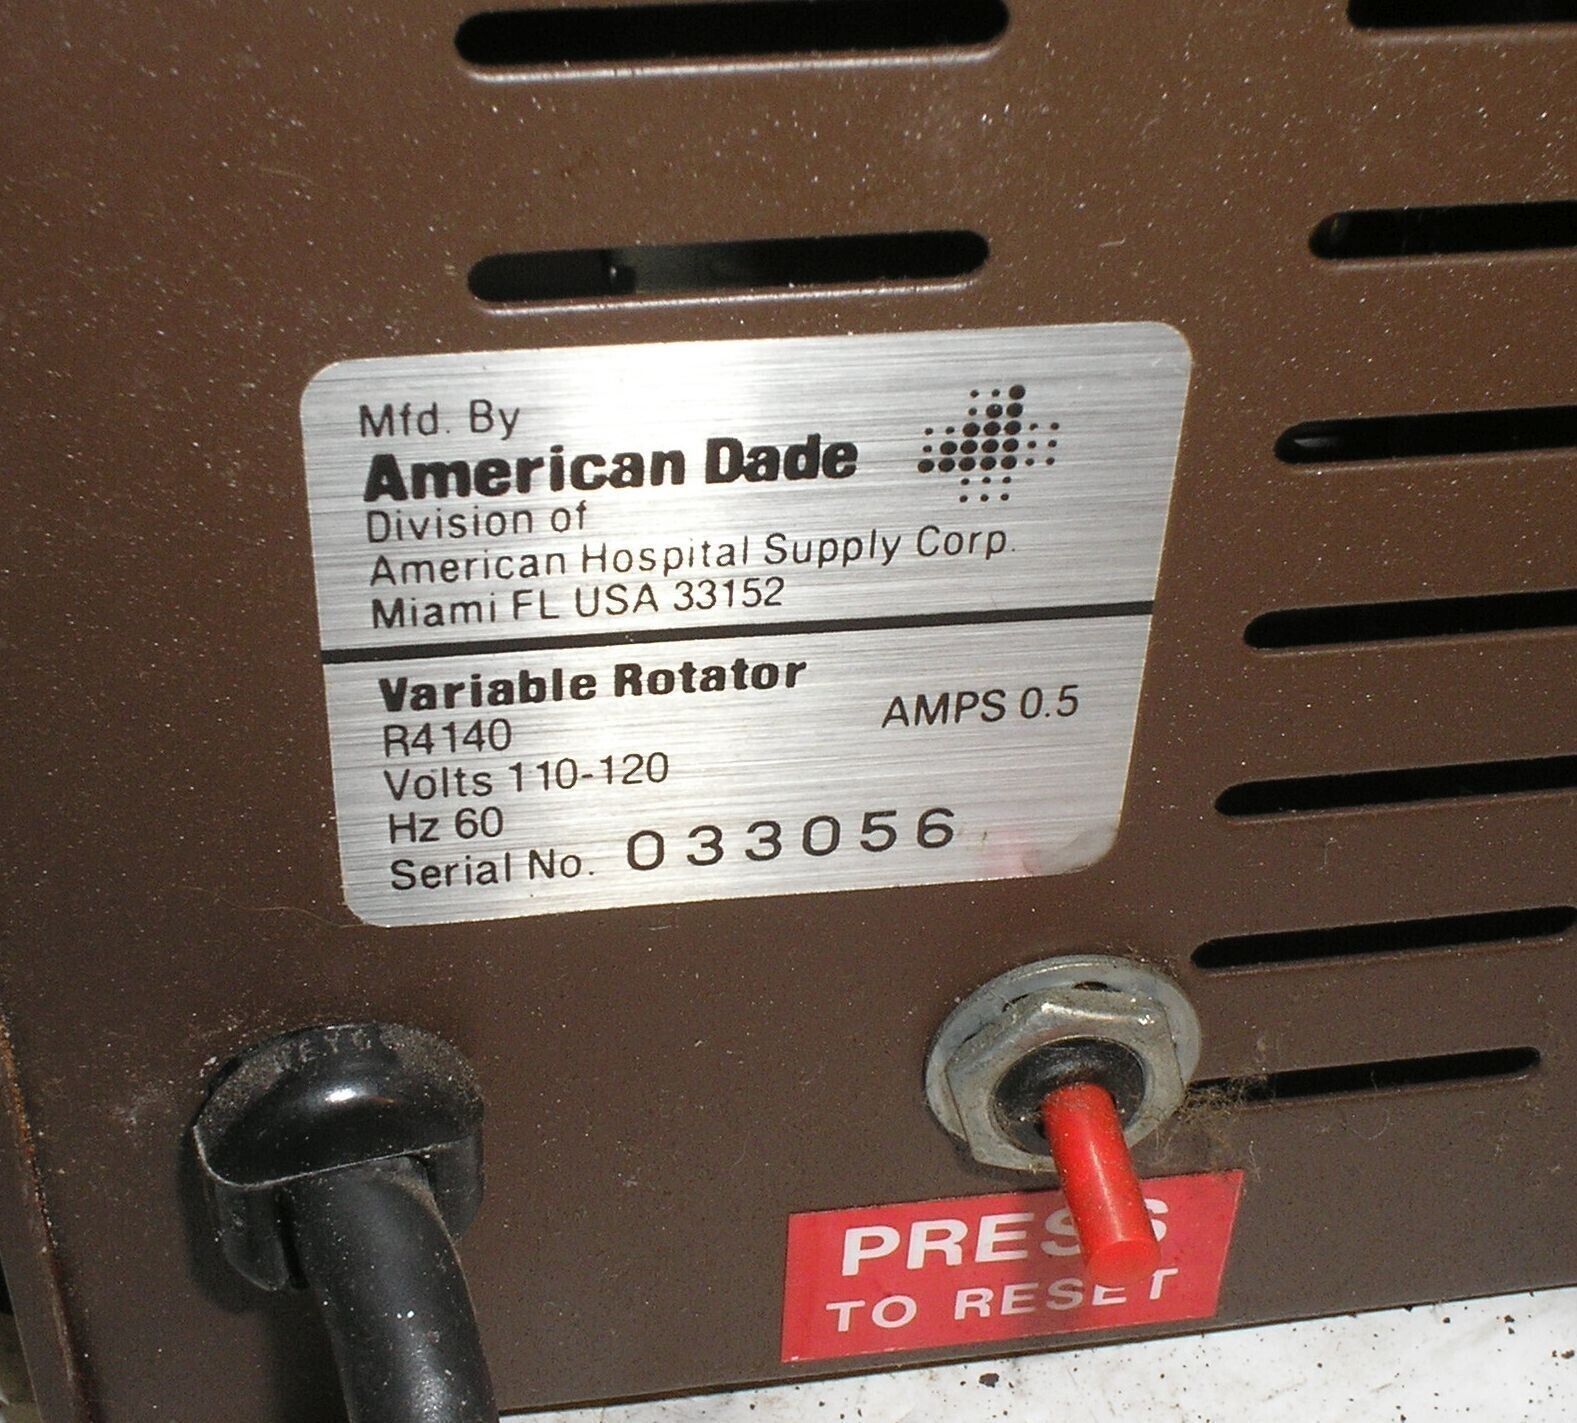 Mfd. By
American Dade
Division of
American Hospital Supply Corp.
Miami FL USA 33152
Variable Rotator
R4140
AMPS 0.5
Volts 110-120
Hz 60
Serial No. 033056
PRESS
TO RESET